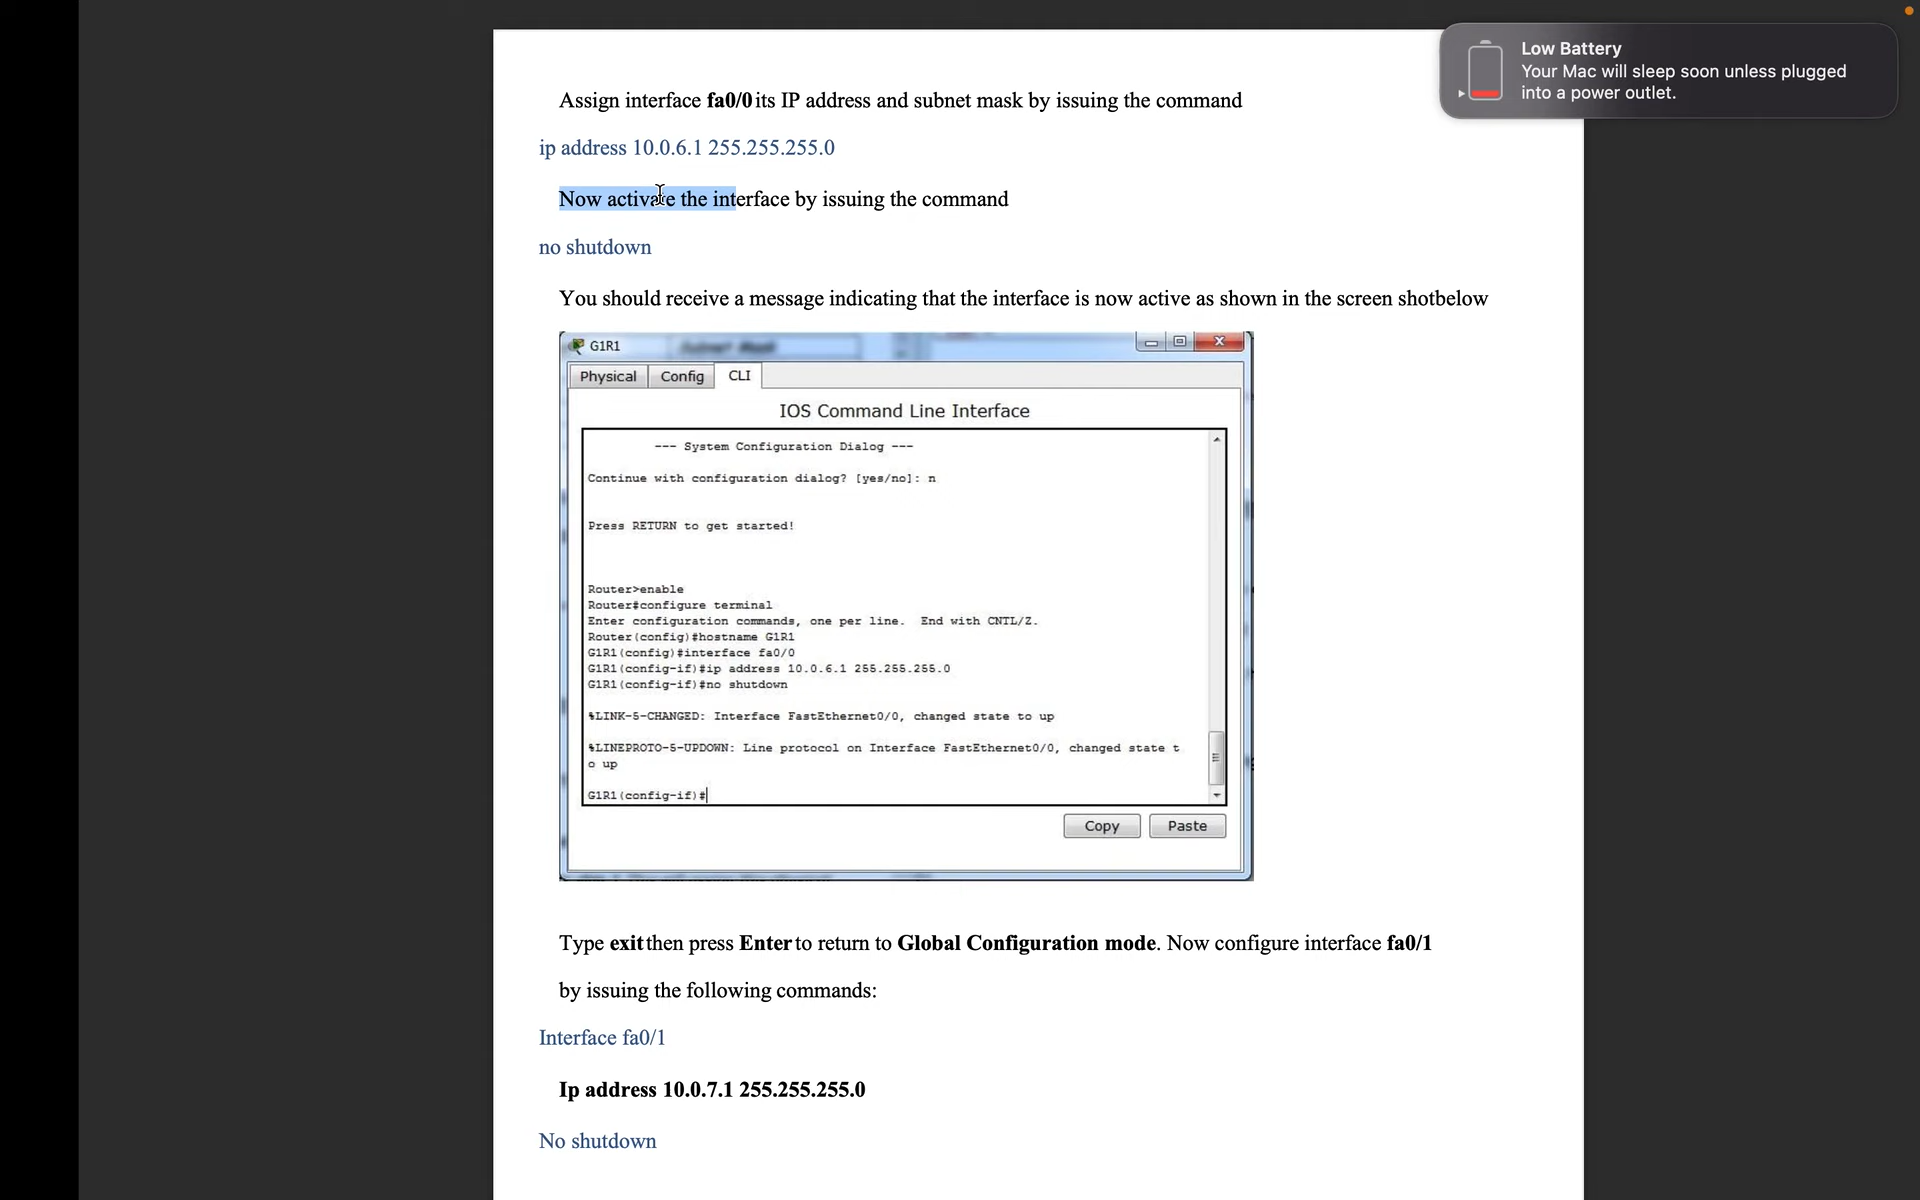 Low Battery
Your Mac will sleep soon unless plugged
into a power outlet.
Assign interface fa0/0 its IP address and subnet mask by issuing the command
ip address 10.0.6.1 255.255.255.0
Now activate the interface by issuing the command
no shutdown
You should receive a message indicating that the interface is now active as shown in the screen shotbelow
G1R1
Physical Config CLI
IOS Command Line Interface
--- System Configuration Dialog ---
Continue with configuration dialog? [yes/no]: n
Press RETURN to get started!
Router>enable
Router#configure terminal
Enter configuration commands, one per line. End with CNTL/Z.
Router(config)#hostname G1R1
G1R1(config)#interface fa0/0
G1R1(config-if)#ip address 10.0.6.1 255.255.255.0
G1R1(config-if)#no shutdown
%LINK-5-CHANGED: Interface FastEthernet0/0, changed state to up
%LINEPROTO-5-UPDOWN: Line protocol on Interface FastEthernet0/0, changed state t
o up
G1R1(config-if)#
Copy Paste
Type exit then press Enter to return to Global Configuration mode. Now configure interface fa0/1
by issuing the following commands:
Interface fa0/1
Ip address 10.0.7.1 255.255.255.0
No shutdown